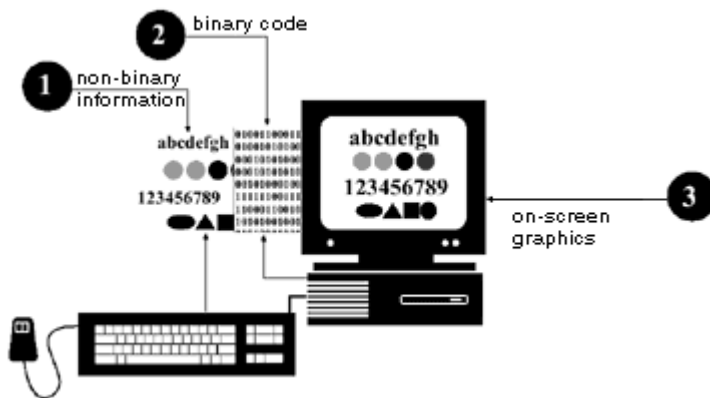 2
binary code
1
non-binary
information
abcdefgh
123456789
abcdefgh
123456789
3
on-screen
graphics